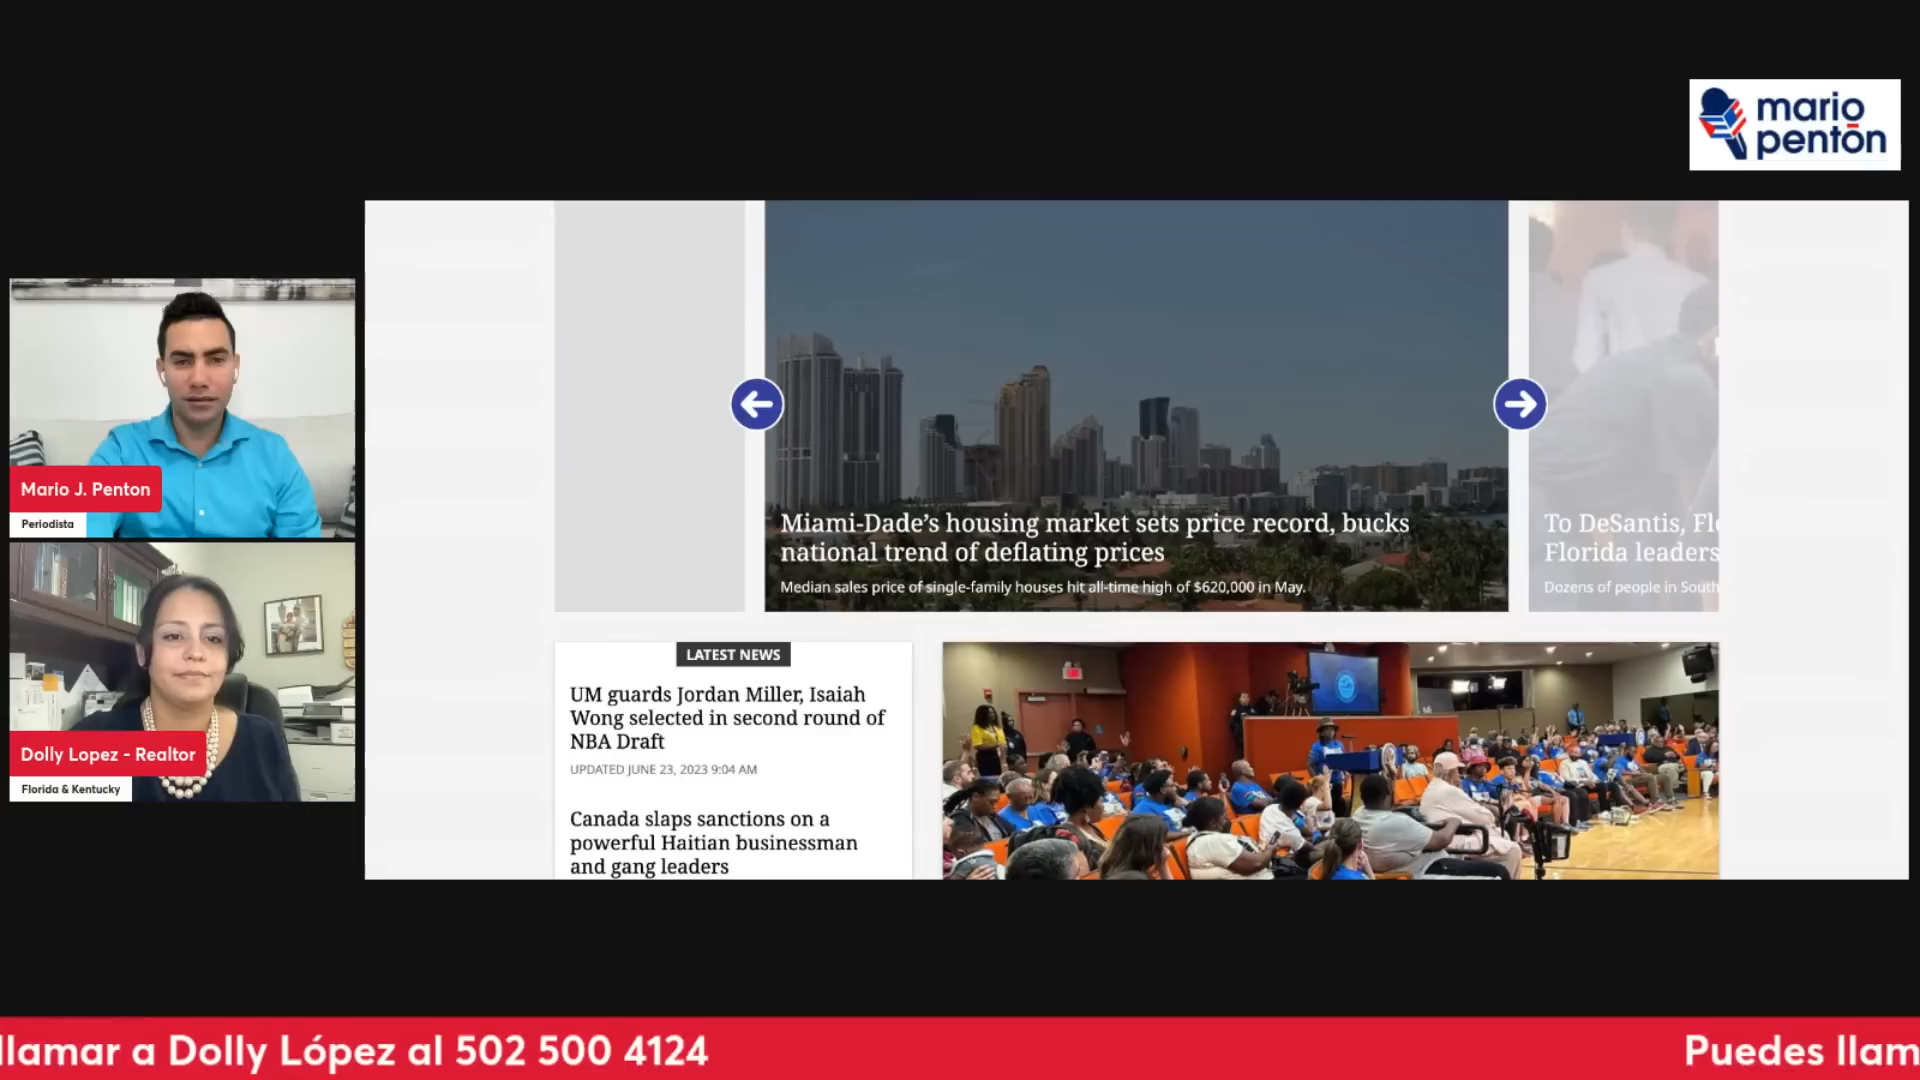 mario
pentón
Mario J. Penton
Periodista
Dolly Lopez - Realtor
Florida & Kentucky
Miami-Dade’s housing market sets price record, bucks
national trend of deflating prices
Median sales price of single-family houses hit all-time high of $620,000 in May.
To DeSantis, Fl
Florida leaders
Dozens of people in South
LATEST NEWS
UM guards Jordan Miller, Isaiah
Wong selected in second round of
NBA Draft
UPDATED JUNE 23, 2023 9:04 AM
Canada slaps sanctions on a
powerful Haitian businessman
and gang leaders
llamar a Dolly López al 502 500 4124
Puedes llam